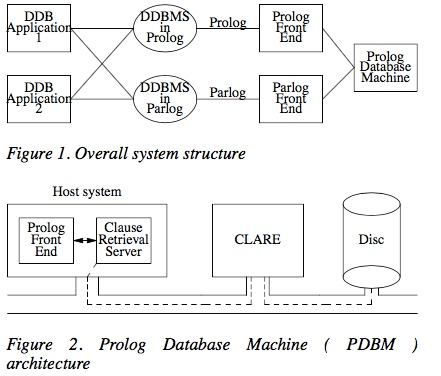 DDB Application 1
DDBMS in Prolog
Prolog
Prolog Front End
Prolog Database Machine
DDB Application 2
DDBMS in Parlog
Parlog
Parlog Front End
Figure 1. Overall system structure
Host system
Prolog Front End
Clause Retrieval Server
CLARE
Disc
Figure 2. Prolog Database Machine ( PDBM )
architecture